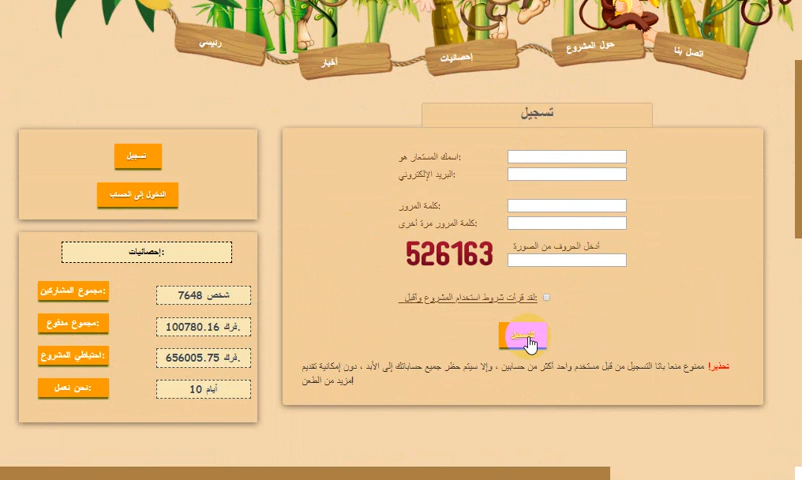 رئيسي
أخبار
إحصائيات
حول المشروع
اتصل بنا
تسجيل
تسجيل
الدخول إلى الحساب
اسمك المستعار هو:
البريد الإلكتروني:
كلمة المرور:
كلمة المرور مرة أخرى:
526163
أدخل الحروف من الصورة
لقد قرأت شروط استخدام المشروع وأقبل:
تحذير! ممنوع منعا باتا التسجيل من قبل مستخدم واحد أكثر من حسابين ، وإلا سيتم حظر جميع حساباتك إلى الأبد ، دون إمكانية تقديم
مزيد من الطعن!
إحصائيات:
مجموع المشاركين:
7648 شخص
مجموع مدفوع:
100780.16 فرك.
احتياطي المشروع:
656005.75 فرك.
نحن نعمل:
10 أيام